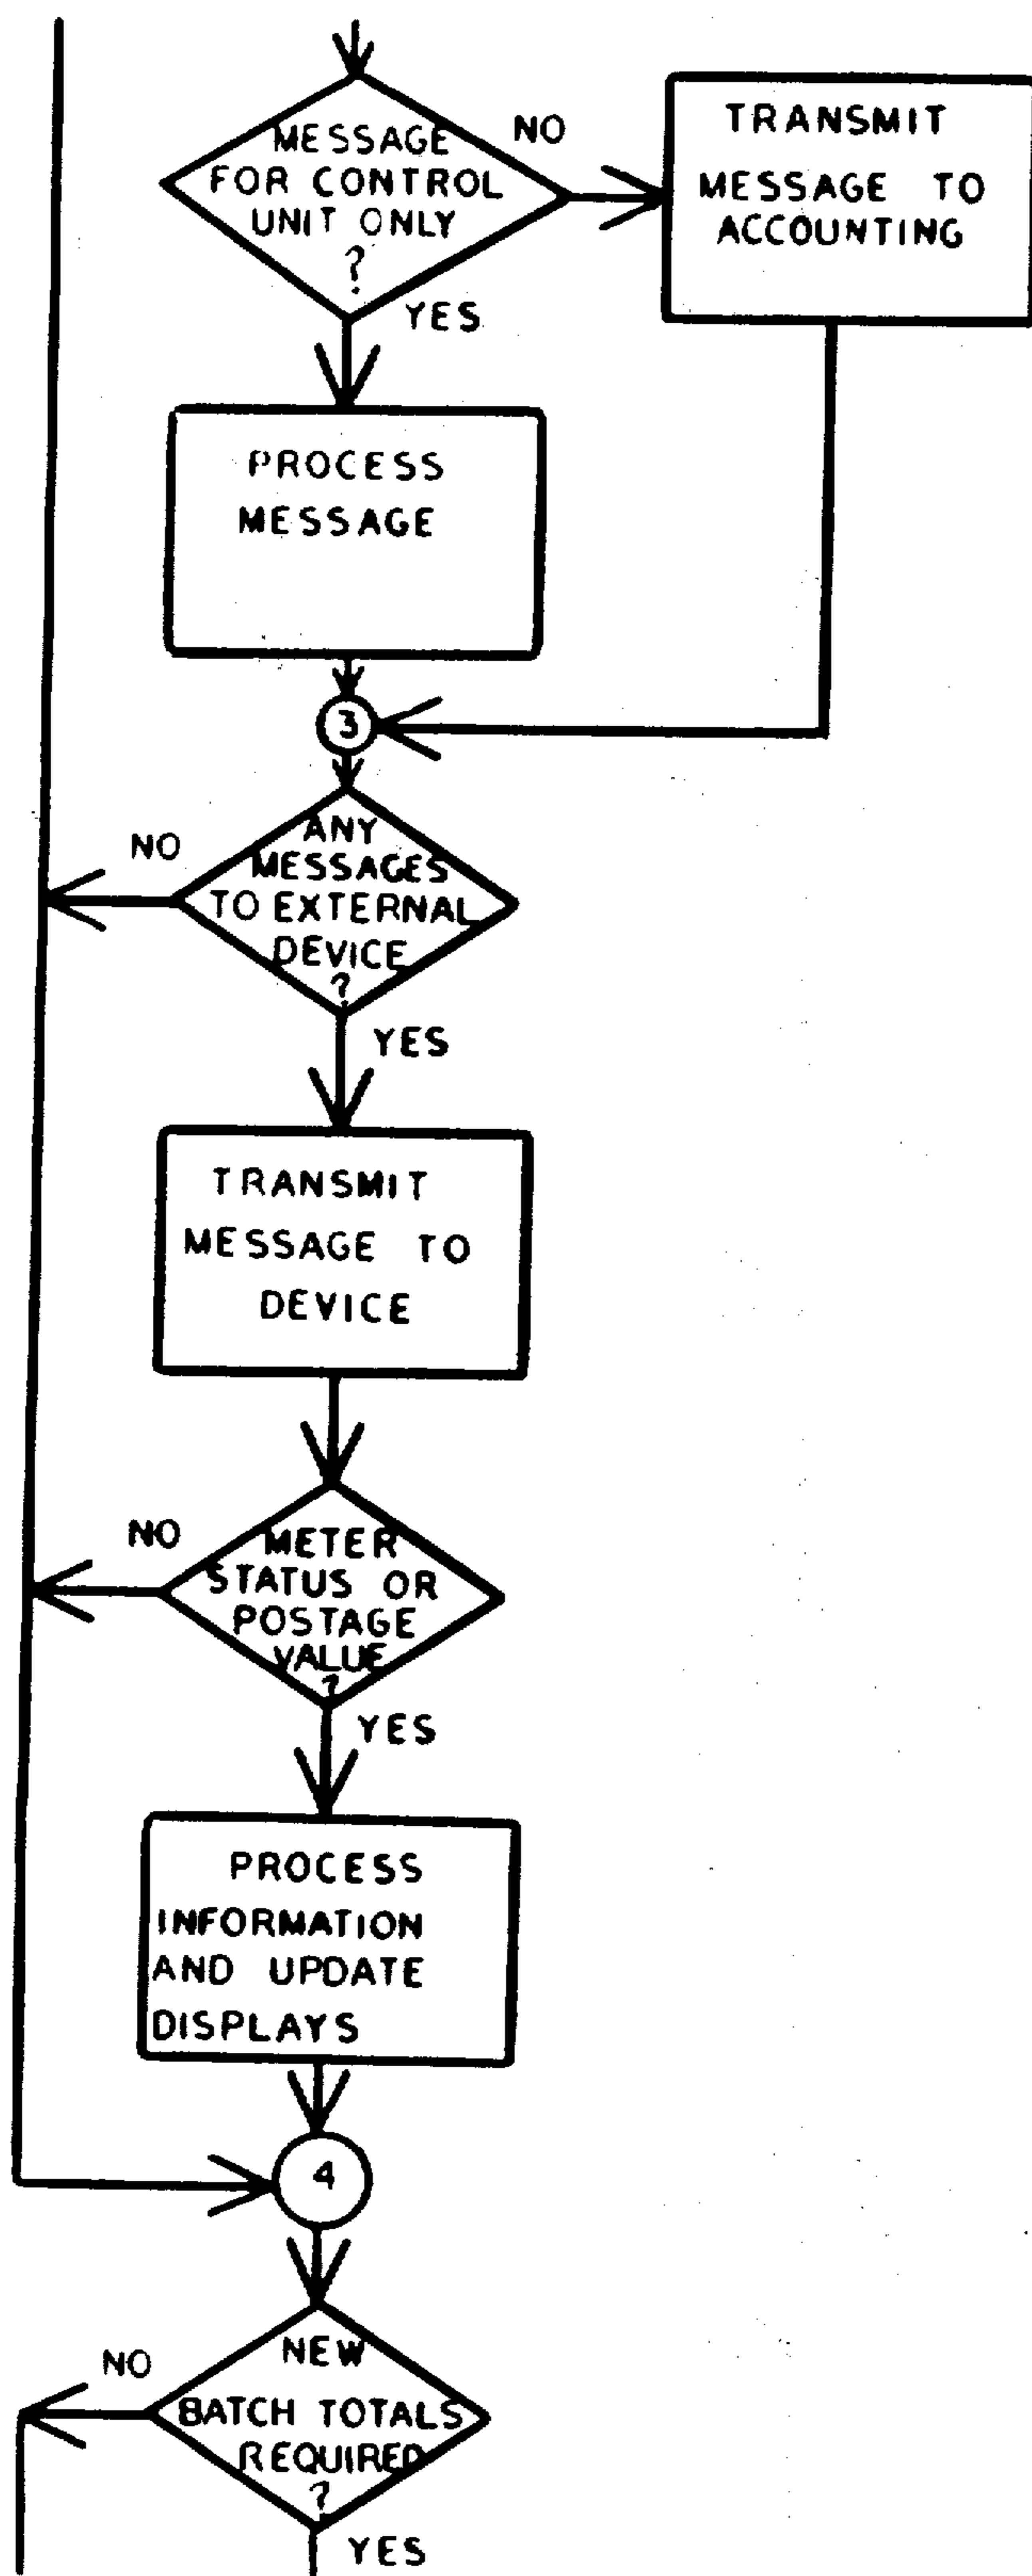 MESSAGE
FOR CONTROL
UNIT ONLY
?
NO
YES
TRANSMIT
MESSAGE TO
ACCOUNTING
PROCESS
MESSAGE
3
ANY
MESSAGES
TO EXTERNAL
DEVICE
?
NO
YES
TRANSMIT
MESSAGE TO
DEVICE
METER
STATUS OR
POSTAGE
VALUE
?
NO
YES
PROCESS
INFORMATION
AND UPDATE
DISPLAYS
4
NEW
BATCH TOTALS
REQUIRED
?
NO
YES